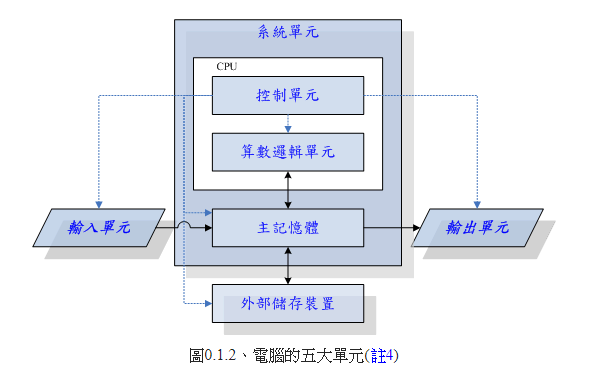 系統單元
CPU
控制單元
算數邏輯單元
輸入單元
主記憶體
輸出單元
外部儲存裝置
圖0.1.2、電腦的五大單元(註4)